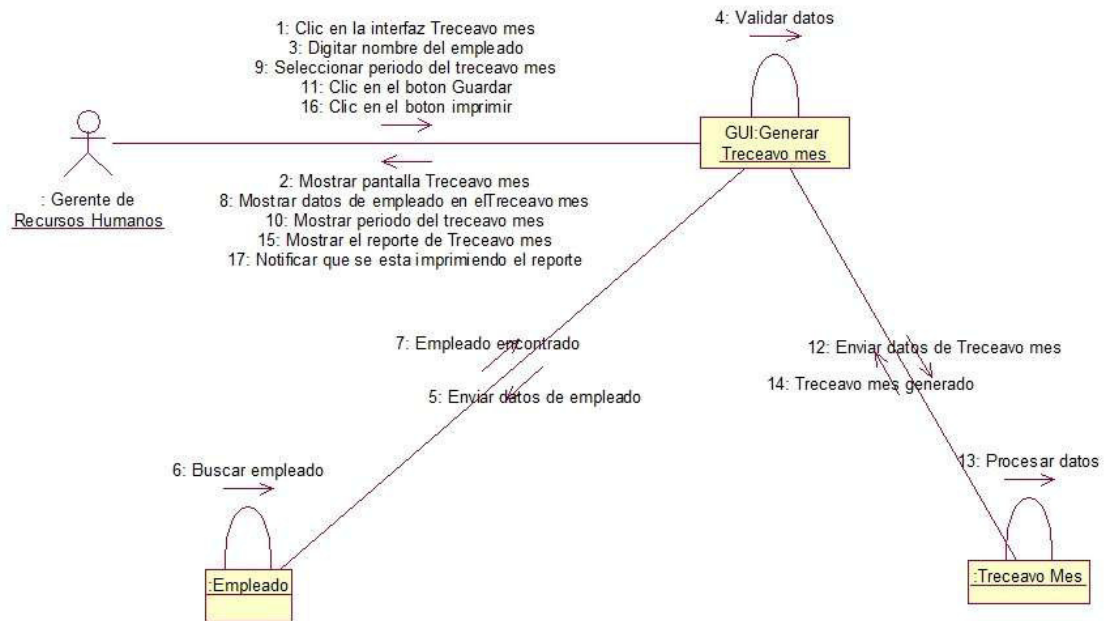 1: Clic en la interfaz Treceavo mes
3: Digitar nombre del empleado
9: Seleccionar periodo del treceavo mes
11: Clic en el boton Guardar
16: Clic en el boton imprimir
4: Validar datos
GUI:Generar
Treceavo mes
: Gerente de
Recursos Humanos
2: Mostrar pantalla Treceavo mes
8: Mostrar datos de empleado en elTreceavo mes
10: Mostrar periodo del treceavo mes
15: Mostrar el reporte de Treceavo mes
17: Notificar que se esta imprimiendo el reporte
7: Empleado encontrado
5: Enviar datos de empleado
12: Enviar datos de Treceavo mes
14: Treceavo mes generado
6: Buscar empleado
13: Procesar datos
:Empleado
:Treceavo Mes